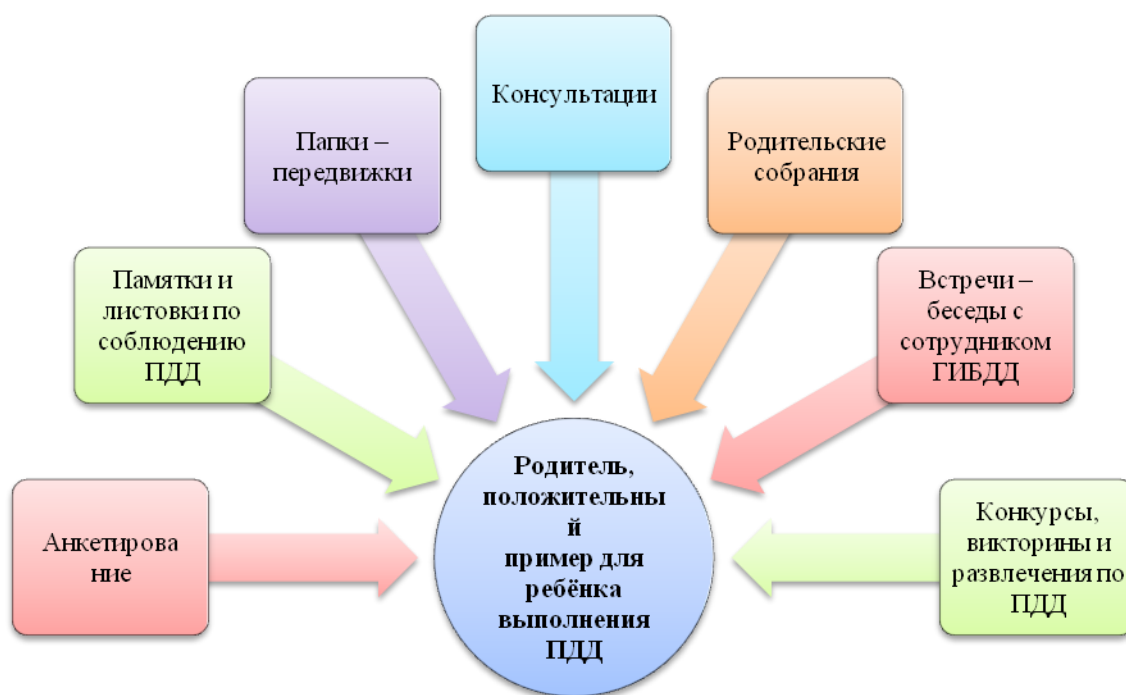 Консультации
Папки –
передвижки
Родительские
собрания
Памятки и
листовки по
соблюдению
ПДД
Встречи –
беседы с
сотрудником
ГИБДД
Анкетирова
ние
Родитель,
положительны
й
пример для
ребёнка
выполнения
ПДД
Конкурсы,
викторины и
развлечения по
ПДД